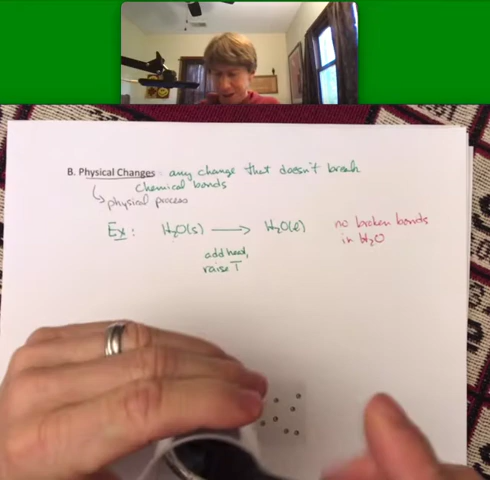 B. Physical Changes any change that doesn't break
chemical bonds
↳ physical process
Ex: H₂O(s) ⟶ H₂O(l) no broken bonds
in H₂O
add heat,
raise T